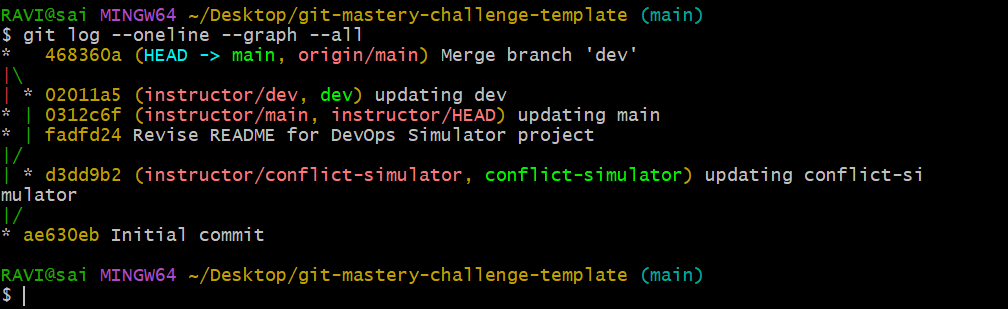 RAVI@sai MINGW64 ~/Desktop/git-mastery-challenge-template (main)
$ git log --oneline --graph --all
*   468360a (HEAD -> main, origin/main) Merge branch 'dev'
|\
| * 02011a5 (instructor/dev, dev) updating dev
* | 0312c6f (instructor/main, instructor/HEAD) updating main
* | fadfd24 Revise README for DevOps Simulator project
|/
| * d3dd9b2 (instructor/conflict-simulator, conflict-simulator) updating conflict-si
mulator
|/
* ae630eb Initial commit
RAVI@sai MINGW64 ~/Desktop/git-mastery-challenge-template (main)
$